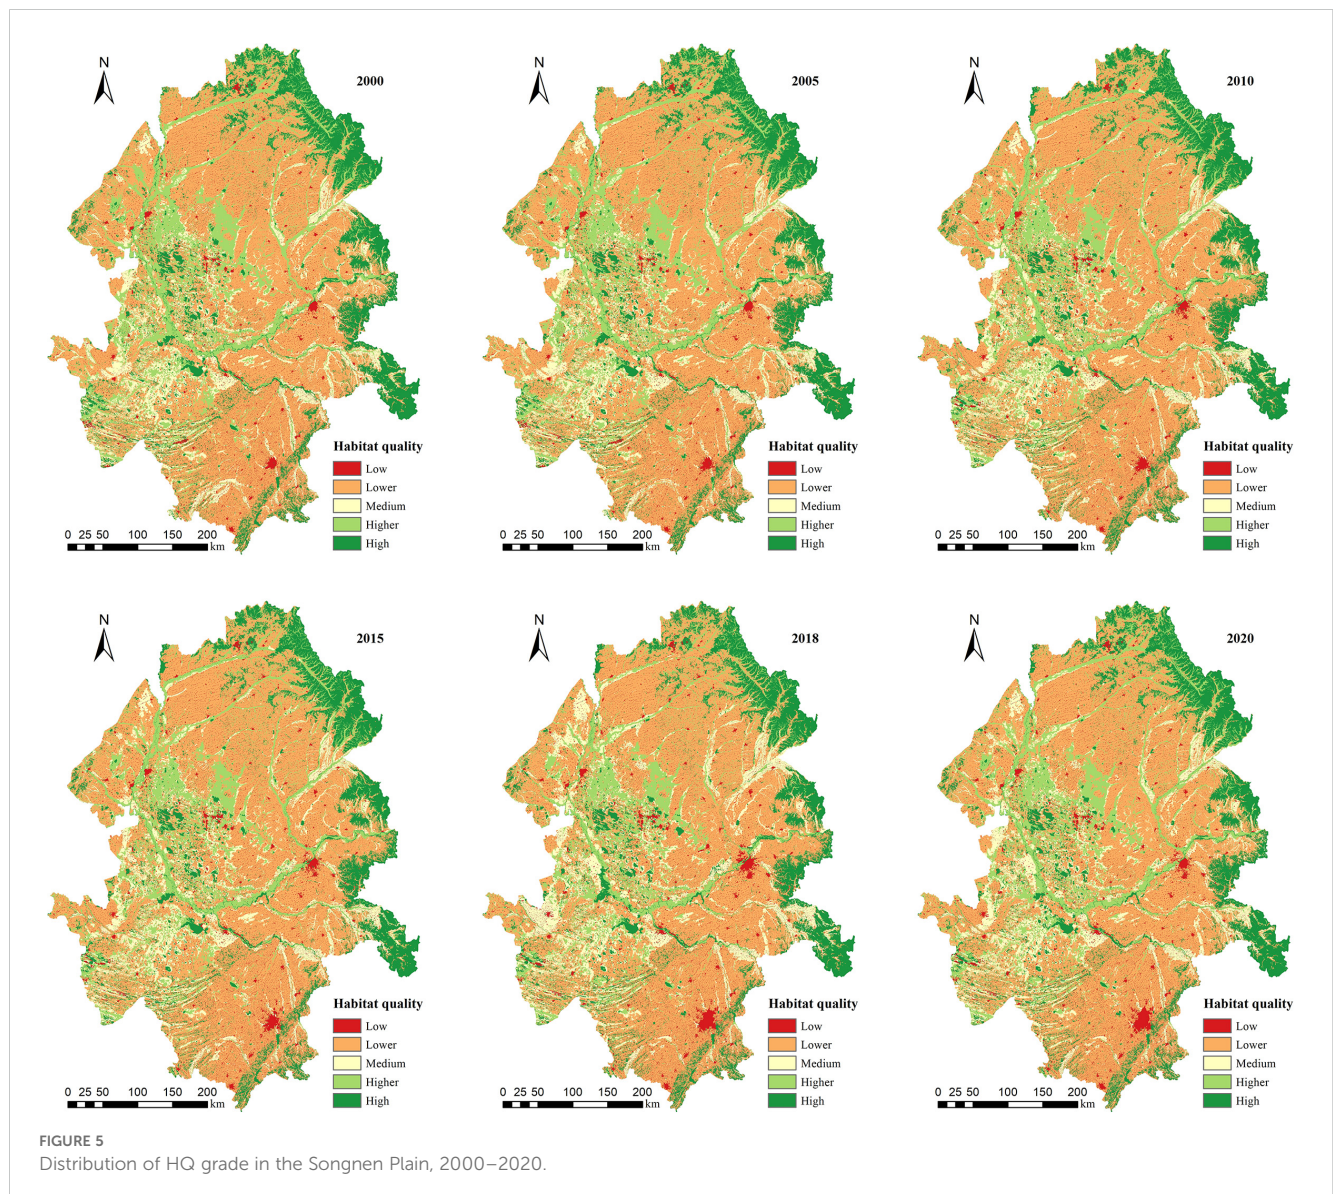 N
2000
Habitat quality
Low
Lower
Medium
Higher
High
0 25 50 100 150 200
km
N
2005
Habitat quality
Low
Lower
Medium
Higher
High
0 25 50 100 150 200
km
N
2010
Habitat quality
Low
Lower
Medium
Higher
High
0 25 50 100 150 200
km
N
2015
Habitat quality
Low
Lower
Medium
Higher
High
0 25 50 100 150 200
km
N
2018
Habitat quality
Low
Lower
Medium
Higher
High
0 25 50 100 150 200
km
N
2020
Habitat quality
Low
Lower
Medium
Higher
High
0 25 50 100 150 200
km
FIGURE 5
Distribution of HQ grade in the Songnen Plain, 2000–2020.